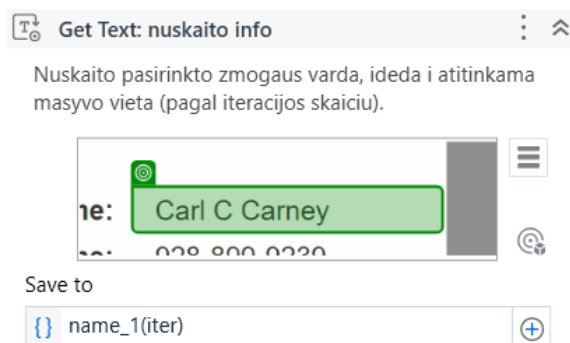 Get Text: nuskaito info
Nuskaito pasirinkto zmogaus varda, ideda i atitinkama
masyvo vieta (pagal iteracijos skaiciu).
ne: Carl C Carney
Save to
{} name_1(iter)